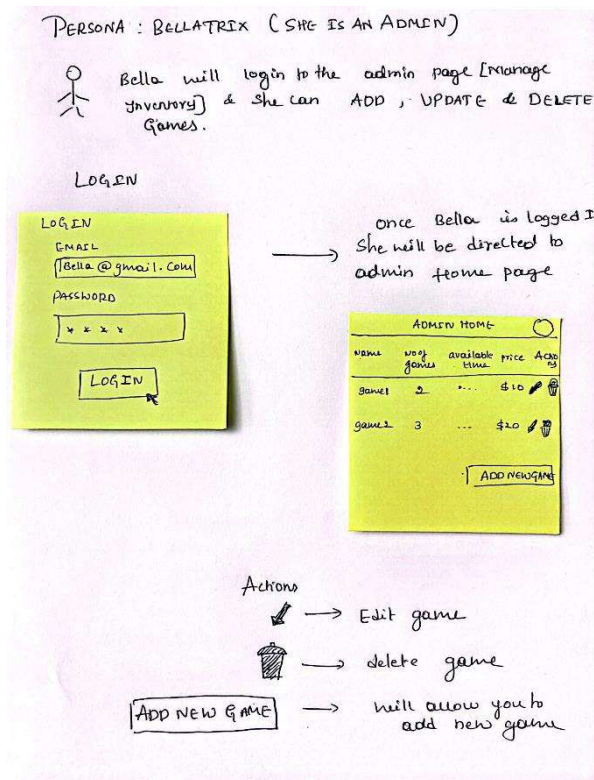 PERSONA : BELLATRIX ( SHE IS AN ADMIN )
Bella will login to the admin page [Manage
Inventory] & She can ADD , UPDATE & DELETE
Games.
LOGIN
LOGIN
EMAIL
Bella @ gmail.com
PASSWORD
* * * *
LOGIN
once Bella is logged I
She will be directed to
admin Home page
ADMIN HOME
Name No of games available time price Actions
game1 2 ... $10
game2 3 ... $20
ADD NEW GAME
Actions
→ Edit game
→ delete game
ADD NEW GAME → will allow you to
add new game